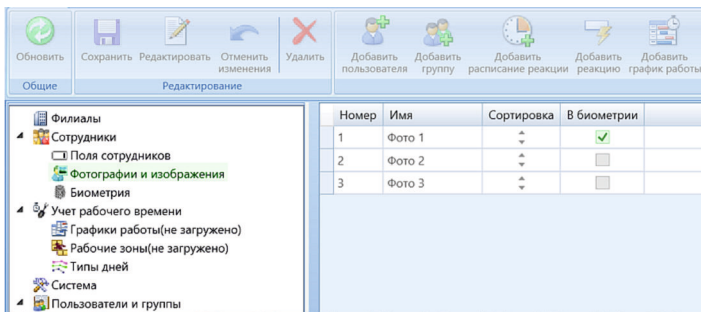 Обновить
Сохранить Редактировать Отменить изменения Удалить
Добавить пользователя Добавить группу Добавить расписание реакции Добавить реакцию Добавить график работы
Общие
Редактирование
Филиалы
Сотрудники
Поля сотрудников
Фотографии и изображения
Биометрия
Учет рабочего времени
Графики работы(не загружено)
Рабочие зоны(не загружено)
Типы дней
Система
Пользователи и группы
Номер Имя Сортировка В биометрии
1 Фото 1
2 Фото 2
3 Фото 3